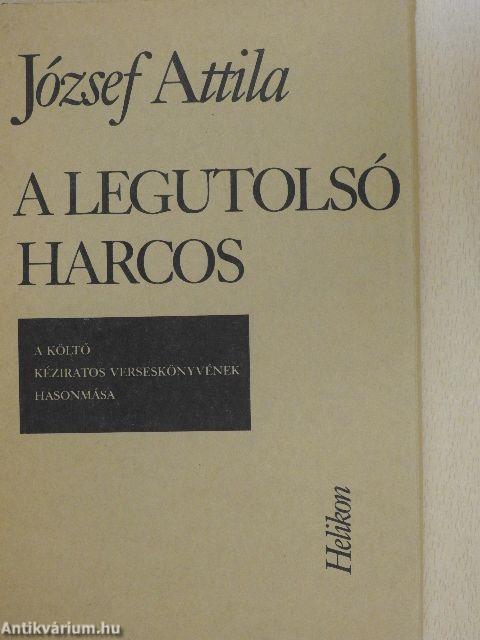 József Attila
A LEGUTOLSÓ
HARCOS
A KÖLTŐ
KÉZIRATOS VERSESKÖNYVÉNEK
HASONMÁSA
Helikon
Antikvárium.hu